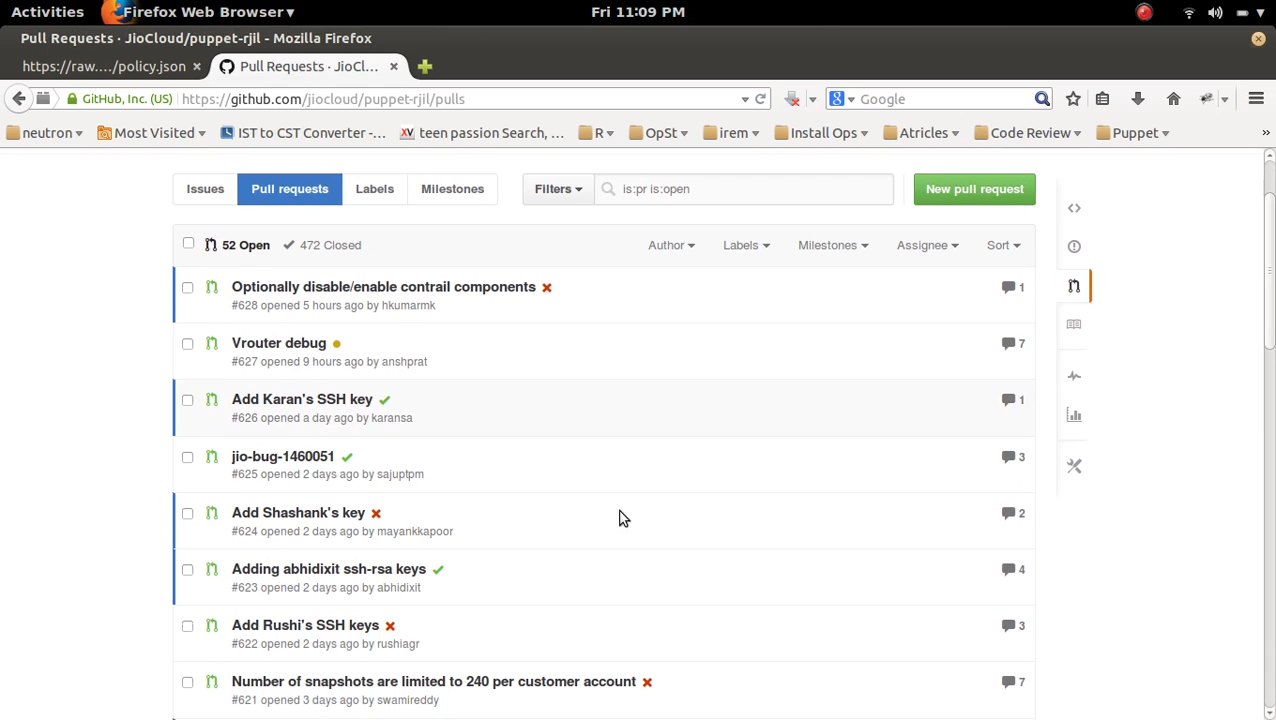 Activities Firefox Web Browser Fri 11:09 PM
Pull Requests · JioCloud/puppet-rjil - Mozilla Firefox
https://raw..../policy.json Pull Requests · JioCl...
GitHub, Inc. (US) https://github.com/jiocloud/puppet-rjil/pulls Google
neutron Most Visited IST to CST Converter -... teen passion Search, ... R OpSt irem Install Ops Atricles Code Review Puppet »
Issues Pull requests Labels Milestones Filters is:pr is:open New pull request
52 Open 472 Closed Author Labels Milestones Assignee Sort
Optionally disable/enable contrail components 1
#628 opened 5 hours ago by hkumarmk
Vrouter debug 7
#627 opened 9 hours ago by anshprat
Add Karan's SSH key 1
#626 opened a day ago by karansa
jio-bug-1460051 3
#625 opened 2 days ago by sajuptpm
Add Shashank's key 2
#624 opened 2 days ago by mayankkapoor
Adding abhidixit ssh-rsa keys 4
#623 opened 2 days ago by abhidixit
Add Rushi's SSH keys 3
#622 opened 2 days ago by rushiagr
Number of snapshots are limited to 240 per customer account 7
#621 opened 3 days ago by swamireddy